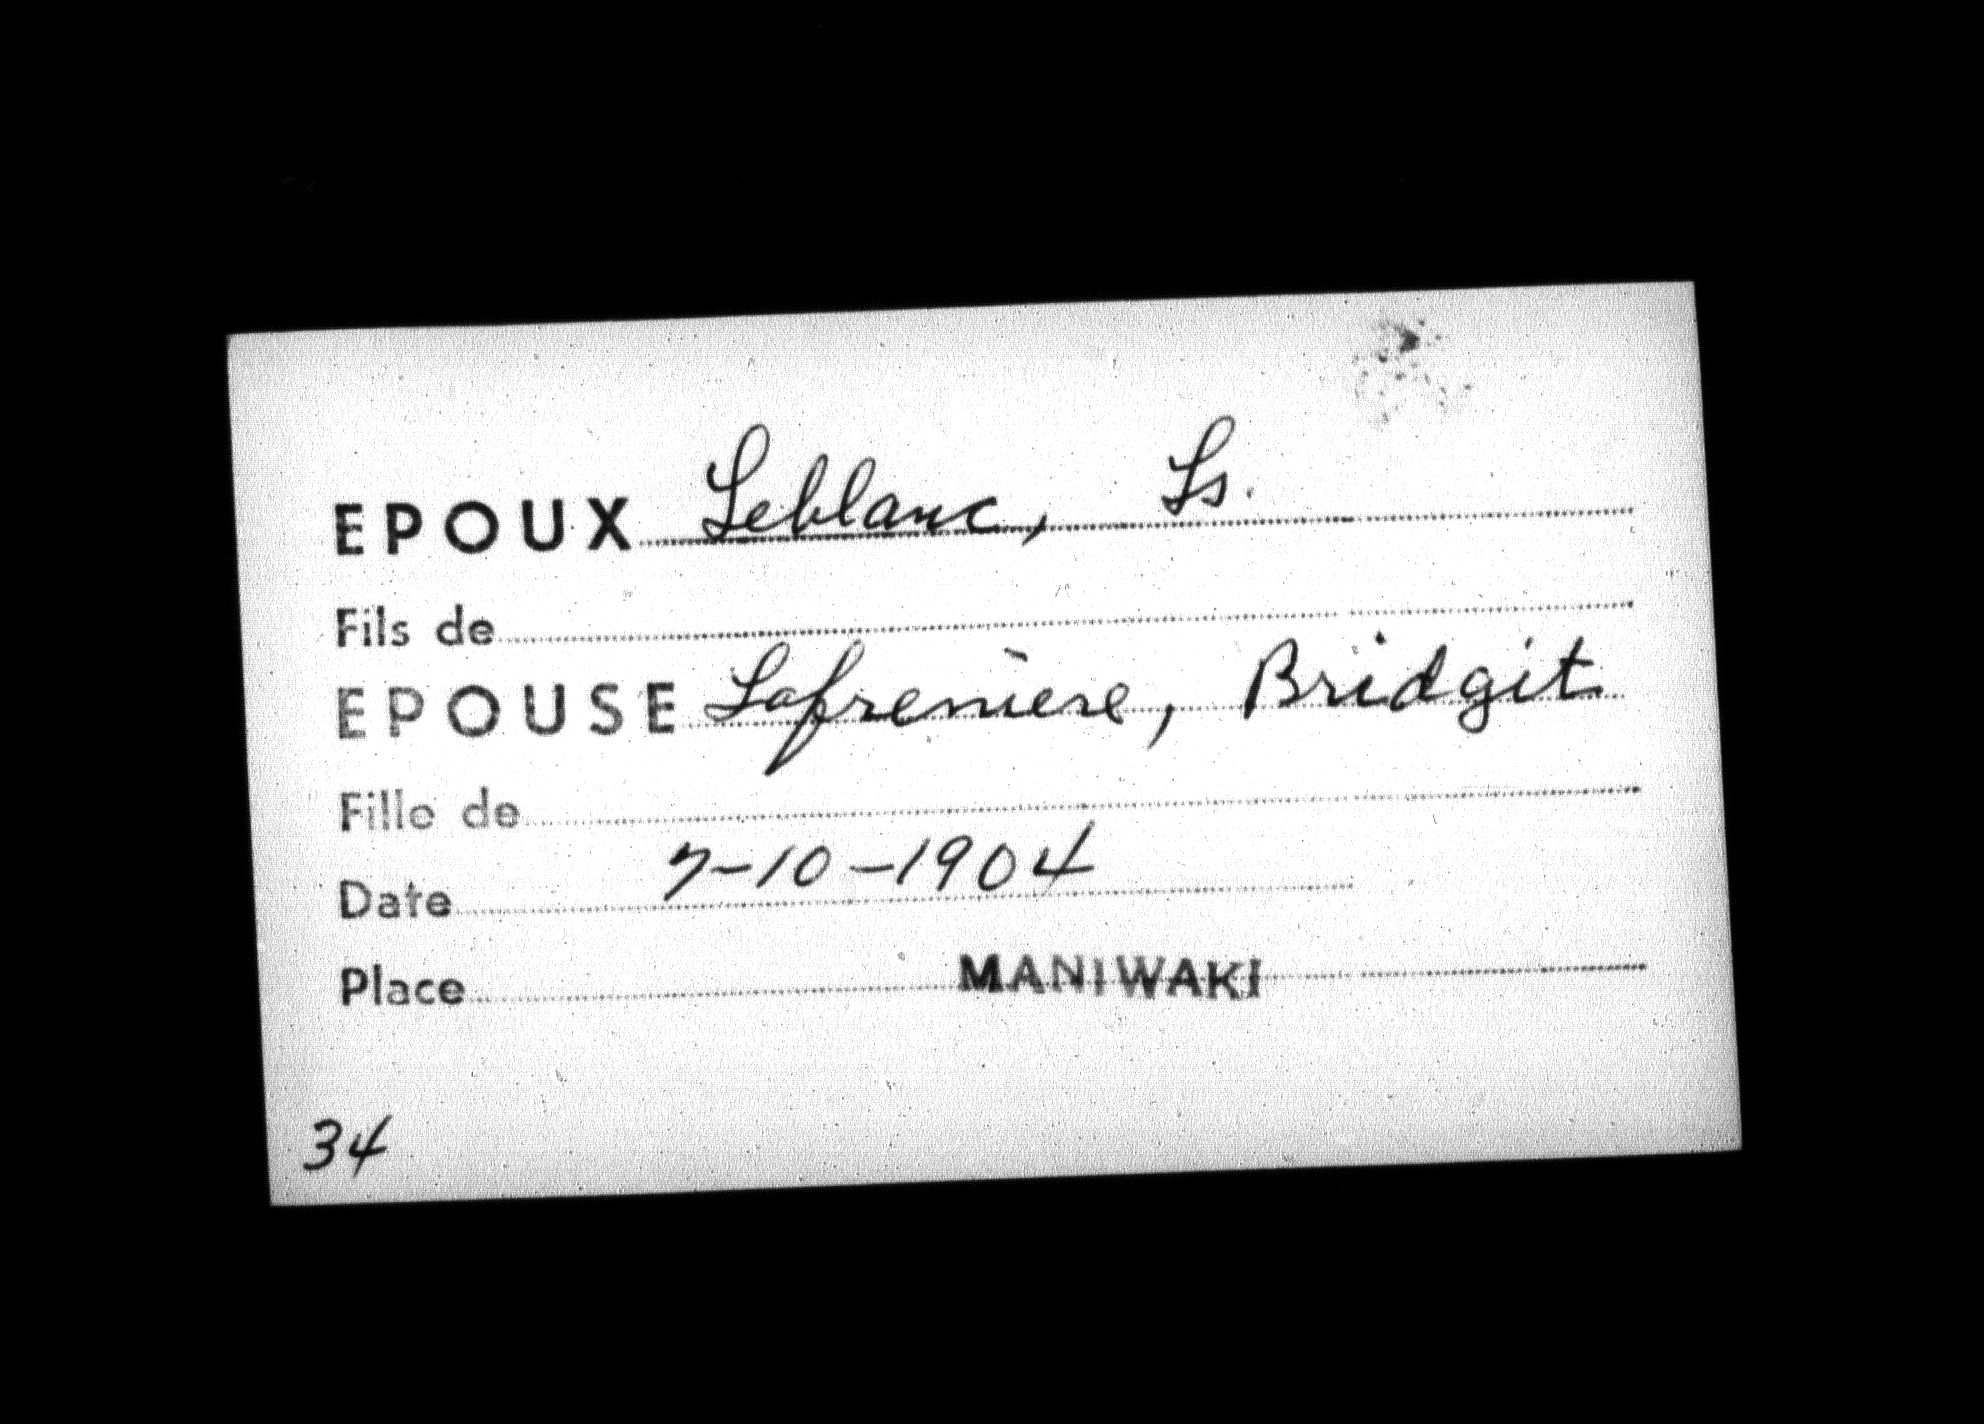 EPOUX Leblanc, Ls.
Fils de
EPOUSE Lafreniere, Bridgit
Fille de
Date 7-10-1904
Place MANIWAKI
34